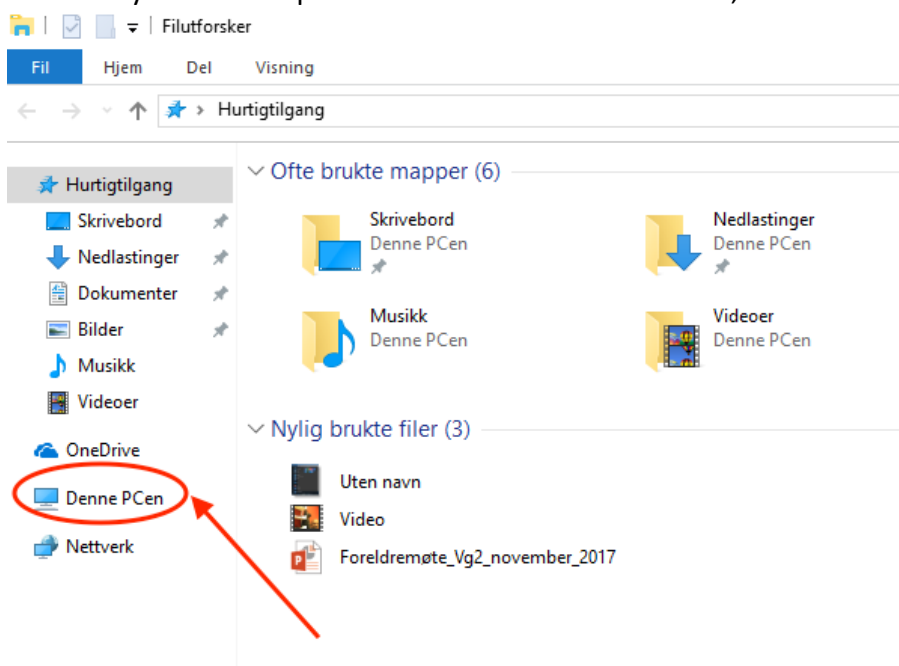 Filutforsker
Fil Hjem Del Visning
Hurtigtilgang
Hurtigtilgang
Skrivebord
Nedlastinger
Dokumenter
Bilder
Musikk
Videoer
OneDrive
Denne PCen
Nettverk
Ofte brukte mapper (6)
Skrivebord
Denne PCen
Nedlastinger
Denne PCen
Musikk
Denne PCen
Videoer
Denne PCen
Nylig brukte filer (3)
Uten navn
Video
Foreldremøte_Vg2_november_2017